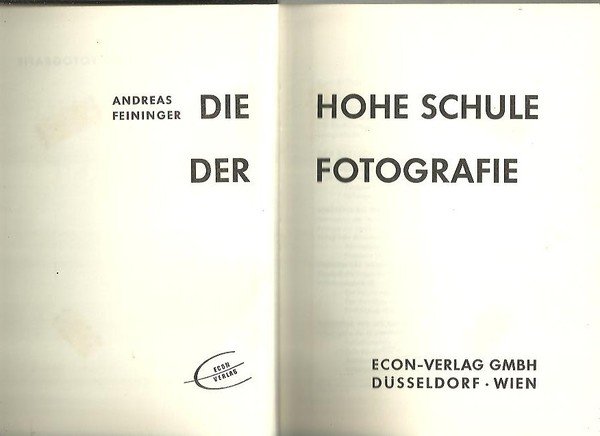 ANDREAS
FEININGER
DIE HOHE SCHULE
DER FOTOGRAFIE
ECON
VERLAG
ECON-VERLAG GMBH
DÜSSELDORF · WIEN